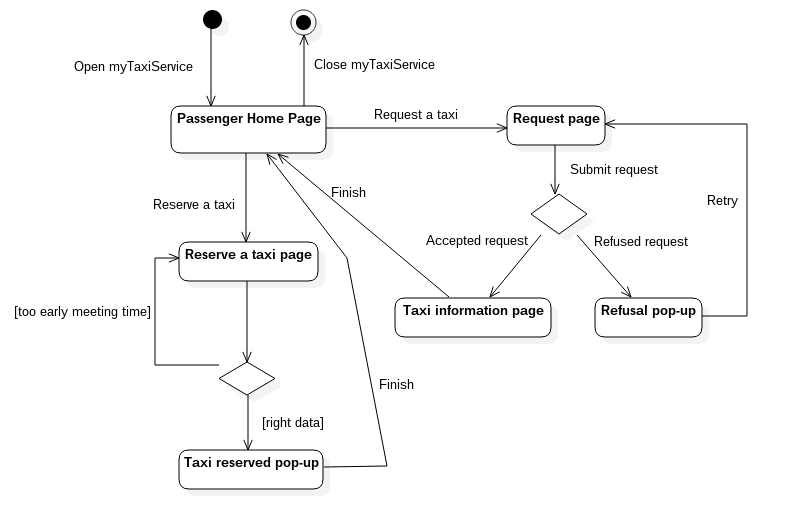 Open myTaxiService
Close myTaxiService
Passenger Home Page
Request a taxi
Request page
Submit request
Finish
Retry
Reserve a taxi
Accepted request
Refused request
Reserve a taxi page
[too early meeting time]
Taxi information page
Refusal pop-up
Finish
[right data]
Taxi reserved pop-up